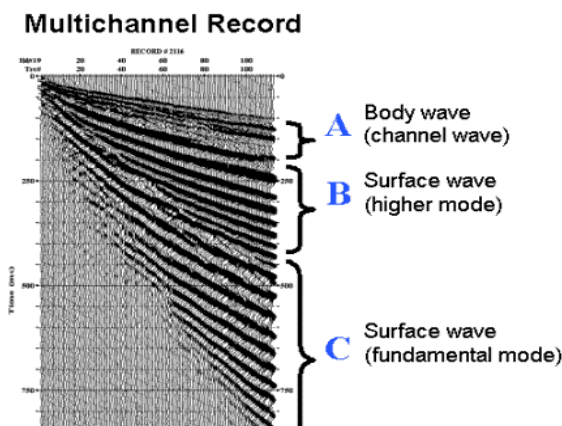 Multichannel Record
RECORD # 2116
20 40 60 80 100
Trc# 20 40 60 80 100
0 0
A Body wave
(channel wave)
250 250
B Surface wave
(higher mode)
Time (ms)
500 500
C Surface wave
(fundamental mode)
750 750